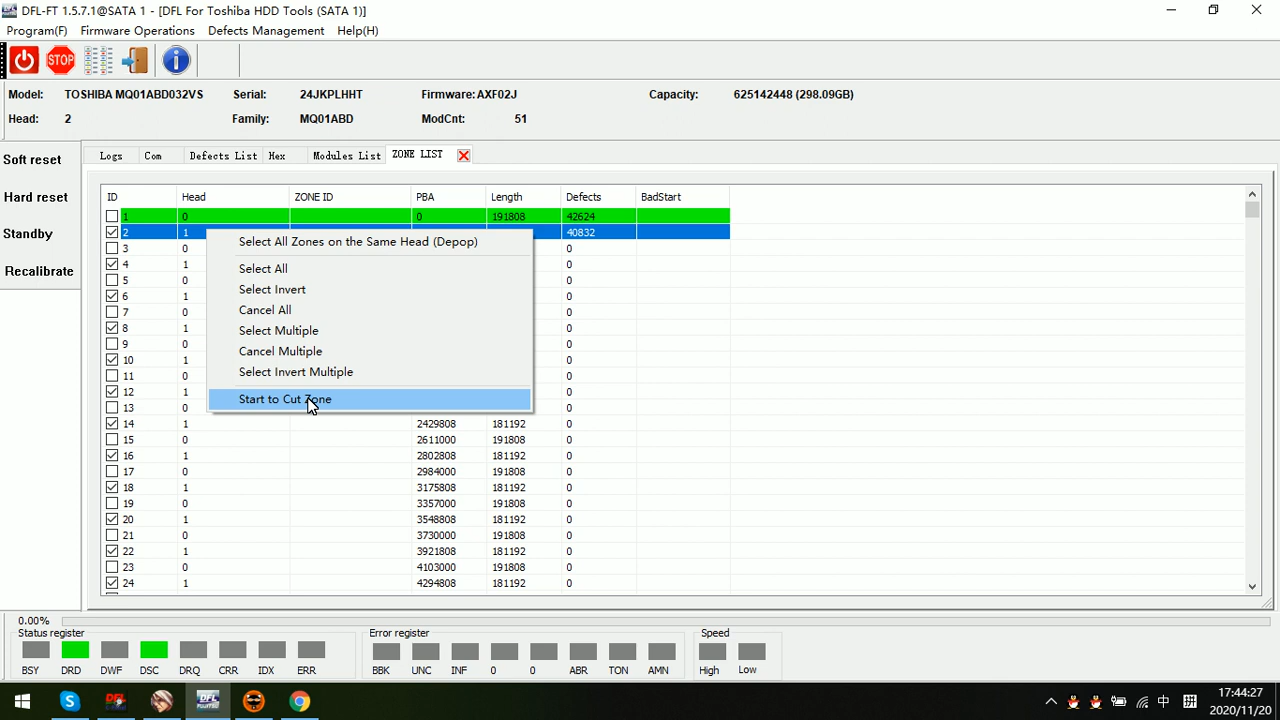 DFL-FT 1.5.7.1@SATA 1 - [DFL For Toshiba HDD Tools (SATA 1)]
Program(F) Firmware Operations Defects Management Help(H)
STOP
Model: TOSHIBA MQ01ABD032VS Serial: 24JKPLHHT Firmware: AXF02J Capacity: 625142448 (298.09GB)
Head: 2 Family: MQ01ABD ModCnt: 51
Soft reset
Hard reset
Standby
Recalibrate
Logs Com Defects List Hex Modules List ZONE LIST
ID Head ZONE ID PBA Length Defects BadStart
1 0 0 191808 42624
2 1 40832
3 0 0
4 1 0
5 0 0
6 1 0
7 0 0
8 1 0
9 0 0
10 1 0
11 0 0
12 1 0
13 0 0
14 1 2429808 181192 0
15 0 2611000 191808 0
16 1 2802808 181192 0
17 0 2984000 191808 0
18 1 3175808 181192 0
19 0 3357000 191808 0
20 1 3548808 181192 0
21 0 3730000 191808 0
22 1 3921808 181192 0
23 0 4103000 191808 0
24 1 4294808 181192 0
Select All Zones on the Same Head (Depop)
Select All
Select Invert
Cancel All
Select Multiple
Cancel Multiple
Select Invert Multiple
Start to Cut Zone
0.00%
Status register Error register Speed
BSY DRD DWF DSC DRQ CRR IDX ERR BBK UNC INF 0 0 ABR TON AMN High Low
DFL
中 拼
17:44:27
2020/11/20